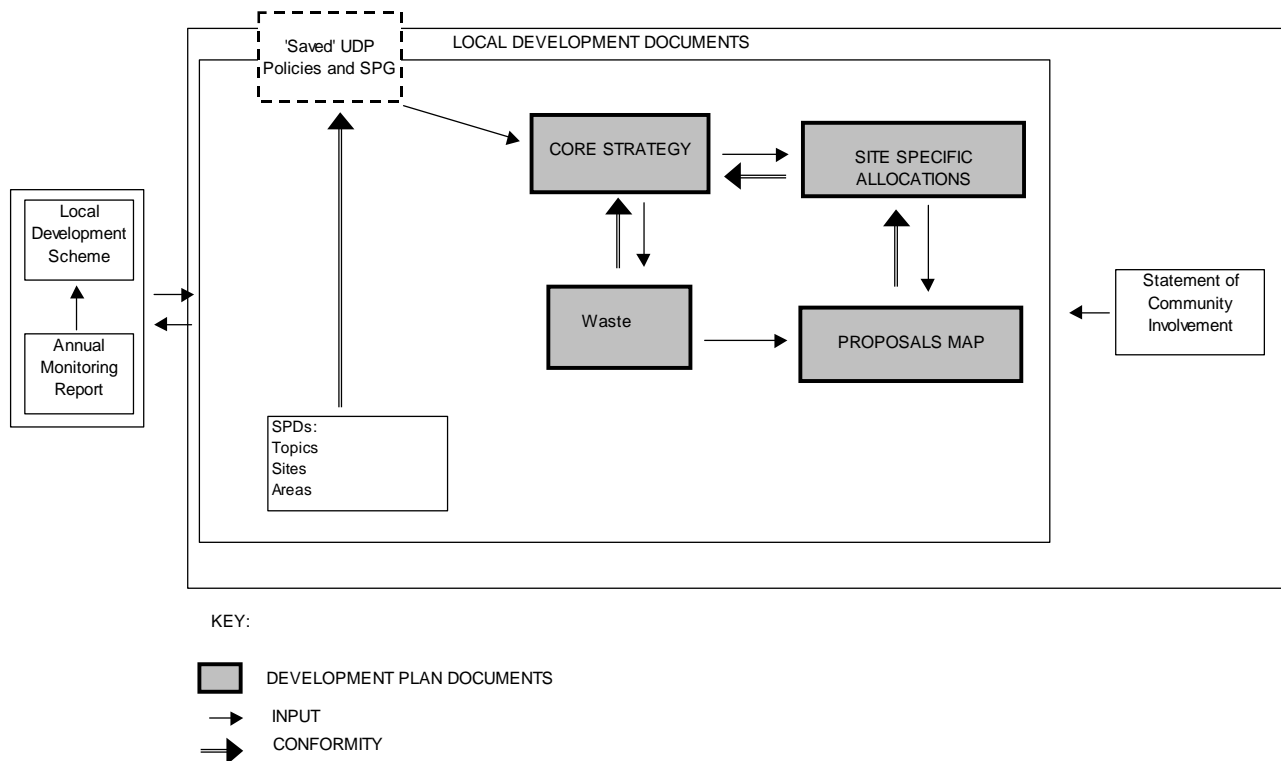 'Saved' UDP
Policies and SPG
LOCAL DEVELOPMENT DOCUMENTS
CORE STRATEGY
SITE SPECIFIC
ALLOCATIONS
Local
Development
Scheme
Annual
Monitoring
Report
Waste
PROPOSALS MAP
Statement of
Community
Involvement
SPDs:
Topics
Sites
Areas
KEY:
DEVELOPMENT PLAN DOCUMENTS
INPUT
CONFORMITY